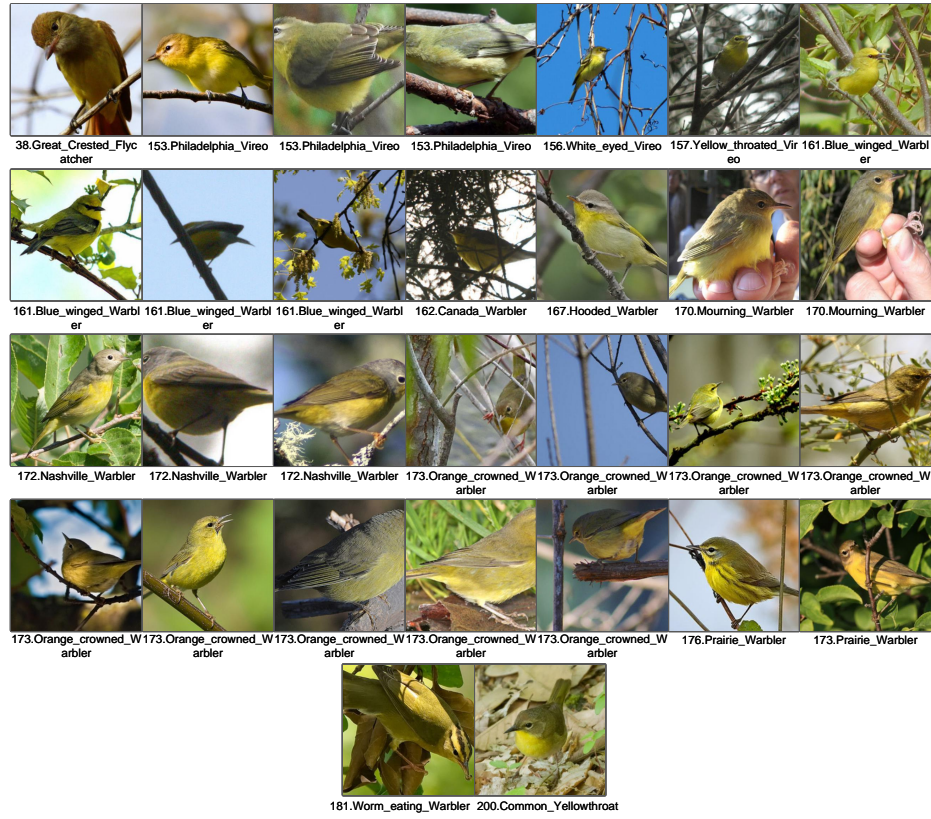 38.Great_Crested_Flyc
atcher
153.Philadelphia_Vireo
153.Philadelphia_Vireo
153.Philadelphia_Vireo
156.White_eyed_Vireo
157.Yellow_throated_Vir
eo
161.Blue_winged_Warbl
er
161.Blue_winged_Warbl
er
161.Blue_winged_Warbl
er
161.Blue_winged_Warbl
er
162.Canada_Warbler
167.Hooded_Warbler
170.Mourning_Warbler
170.Mourning_Warbler
172.Nashville_Warbler
172.Nashville_Warbler
172.Nashville_Warbler
173.Orange_crowned_W
arbler
173.Orange_crowned_W
arbler
173.Orange_crowned_W
arbler
173.Orange_crowned_W
arbler
173.Orange_crowned_W
arbler
173.Orange_crowned_W
arbler
173.Orange_crowned_W
arbler
173.Orange_crowned_W
arbler
173.Orange_crowned_W
arbler
176.Prairie_Warbler
173.Prairie_Warbler
181.Worm_eating_Warbler
200.Common_Yellowthroat